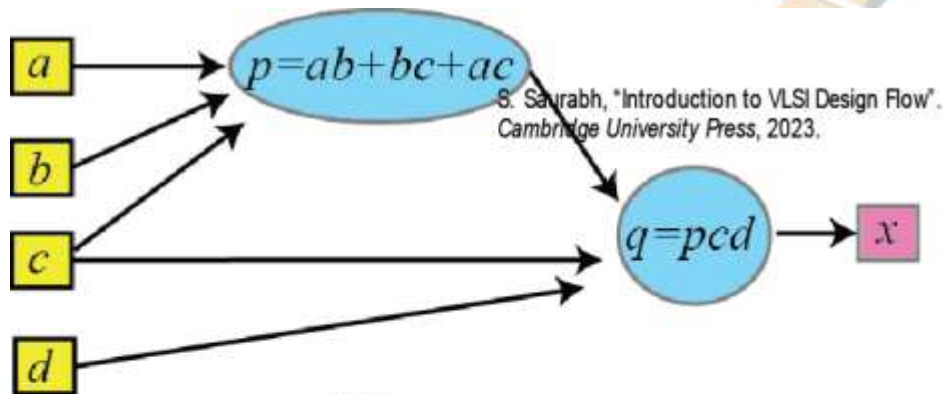 a
p=ab+bc+ac
S. Saurabh, "Introduction to VLSI Design Flow".
Cambridge University Press, 2023.
b
q=pcd
x
c
d